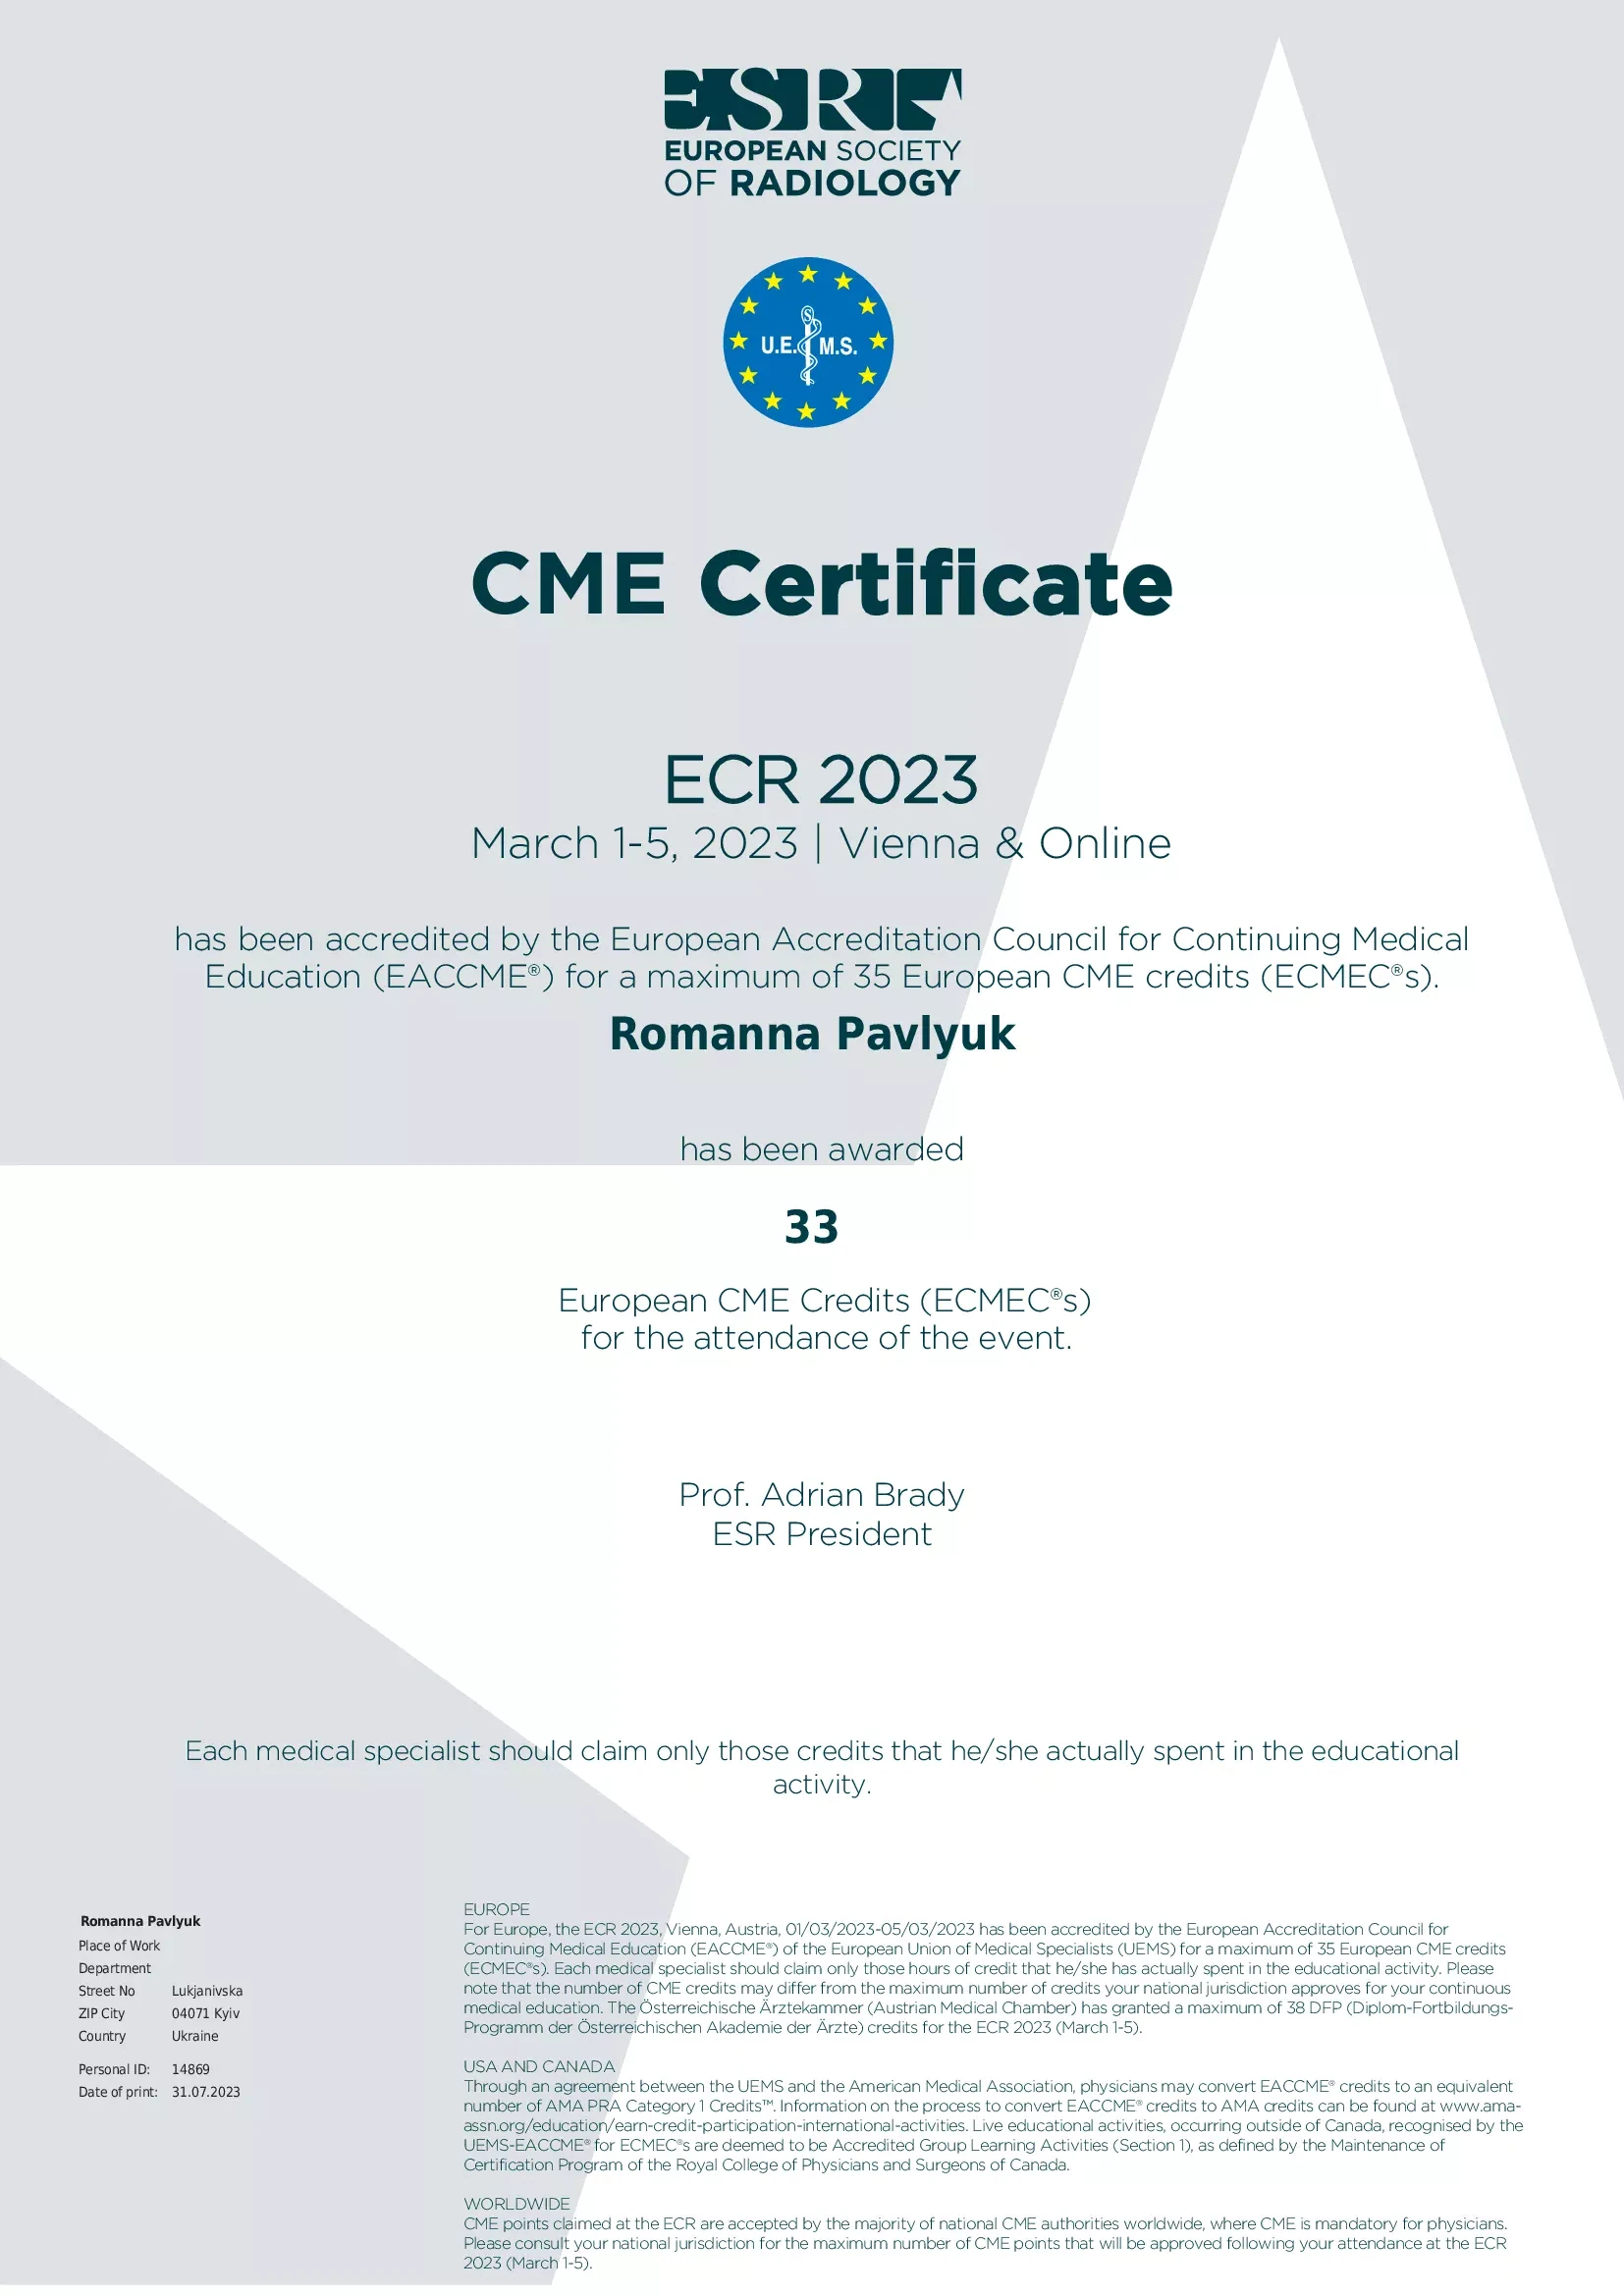 ESR
EUROPEAN SOCIETY
OF RADIOLOGY
U.E. S M.S.
CME Certificate
ECR 2023
March 1-5, 2023 | Vienna & Online
has been accredited by the European Accreditation Council for Continuing Medical
Education (EACCME®) for a maximum of 35 European CME credits (ECMEC®s).
Romanna Pavlyuk
has been awarded
33
European CME Credits (ECMEC®s)
for the attendance of the event.
Prof. Adrian Brady
ESR President
Each medical specialist should claim only those credits that he/she actually spent in the educational
activity.
Romanna Pavlyuk
Place of Work
Department
Street No Lukjanivska
ZIP City 04071 Kyiv
Country Ukraine
Personal ID: 14869
Date of print: 31.07.2023
EUROPE
For Europe, the ECR 2023, Vienna, Austria, 01/03/2023-05/03/2023 has been accredited by the European Accreditation Council for
Continuing Medical Education (EACCME®) of the European Union of Medical Specialists (UEMS) for a maximum of 35 European CME credits
(ECMEC®s). Each medical specialist should claim only those hours of credit that he/she has actually spent in the educational activity. Please
note that the number of CME credits may differ from the maximum number of credits your national jurisdiction approves for your continuous
medical education. The Österreichische Ärztekammer (Austrian Medical Chamber) has granted a maximum of 38 DFP (Diplom-Fortbildungs-
Programm der Österreichischen Akademie der Ärzte) credits for the ECR 2023 (March 1-5).
USA AND CANADA
Through an agreement between the UEMS and the American Medical Association, physicians may convert EACCME® credits to an equivalent
number of AMA PRA Category 1 Credits™. Information on the process to convert EACCME® credits to AMA credits can be found at www.ama-
assn.org/education/earn-credit-participation-international-activities. Live educational activities, occurring outside of Canada, recognised by the
UEMS-EACCME® for ECMEC®s are deemed to be Accredited Group Learning Activities (Section 1), as defined by the Maintenance of
Certification Program of the Royal College of Physicians and Surgeons of Canada.
WORLDWIDE
CME points claimed at the ECR are accepted by the majority of national CME authorities worldwide, where CME is mandatory for physicians.
Please consult your national jurisdiction for the maximum number of CME points that will be approved following your attendance at the ECR
2023 (March 1-5).